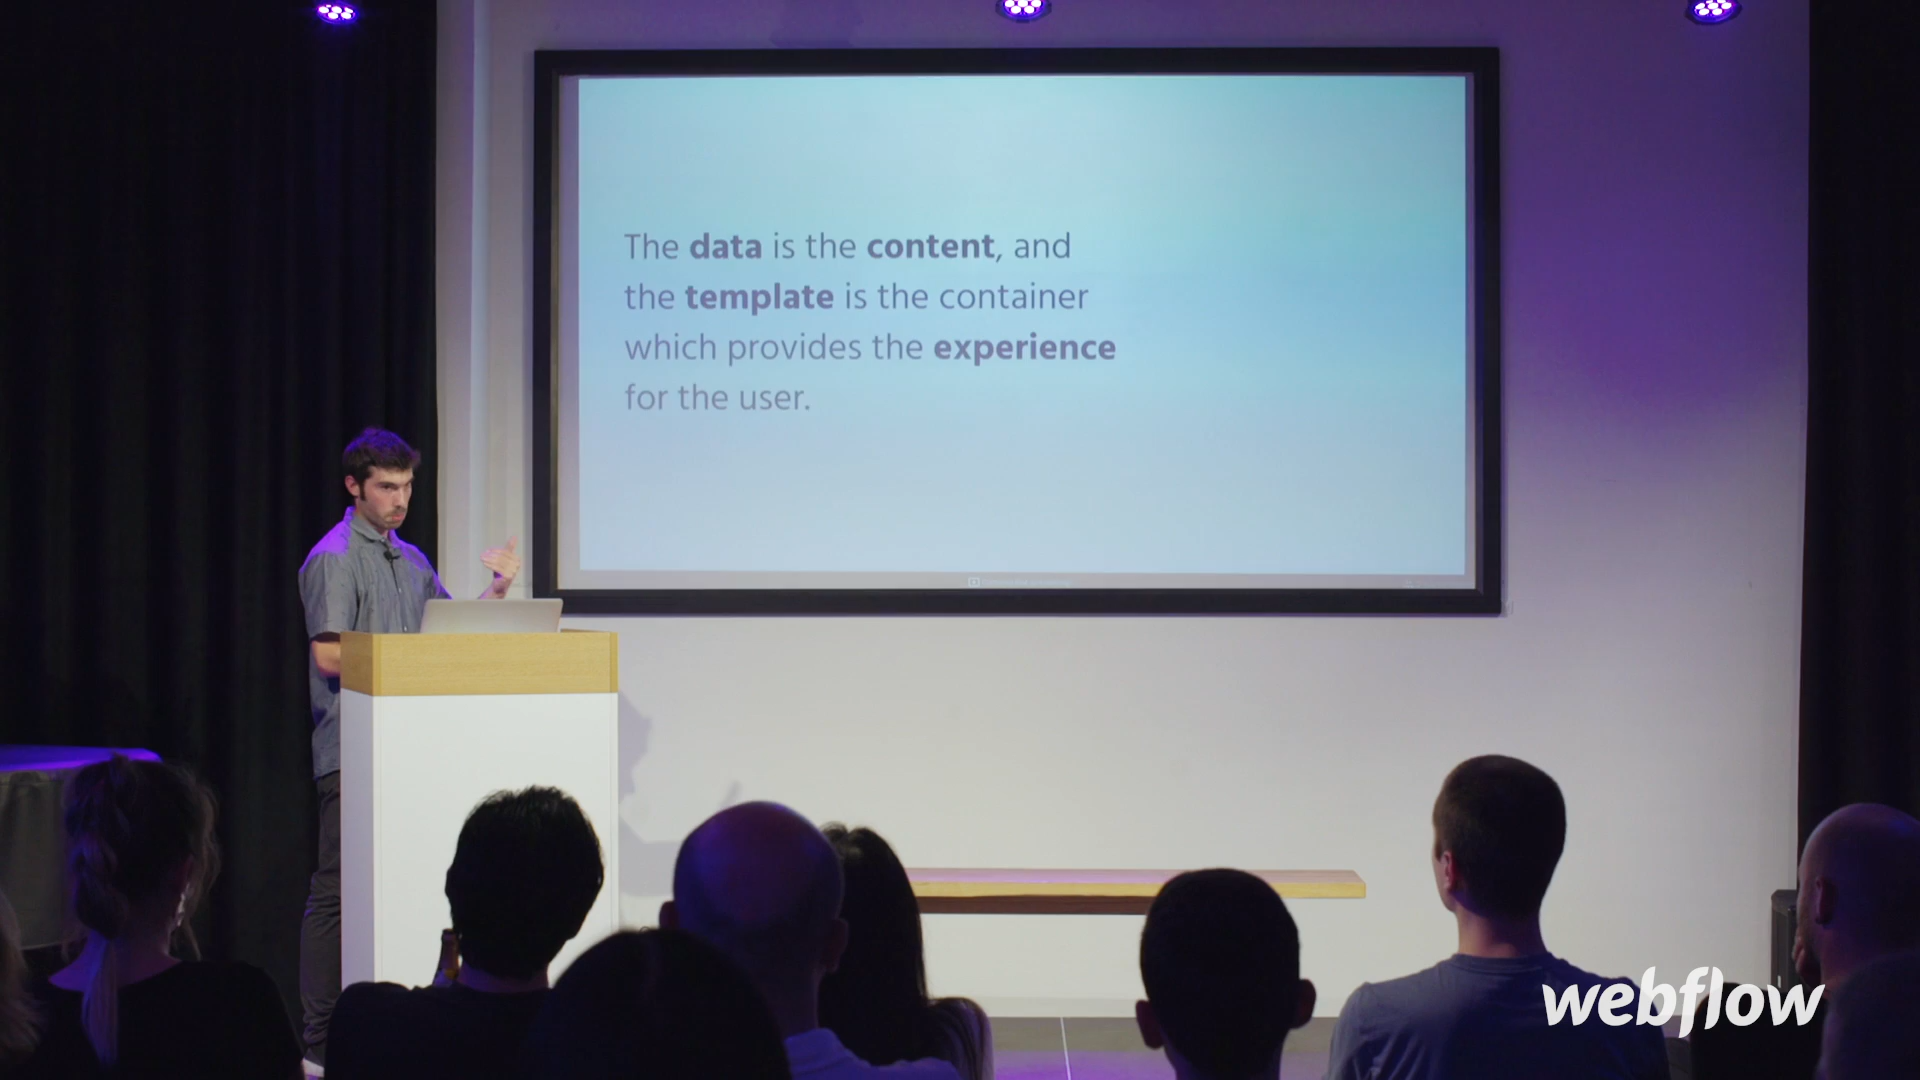 The data is the content, and
the template is the container
which provides the experience
for the user.
webflow